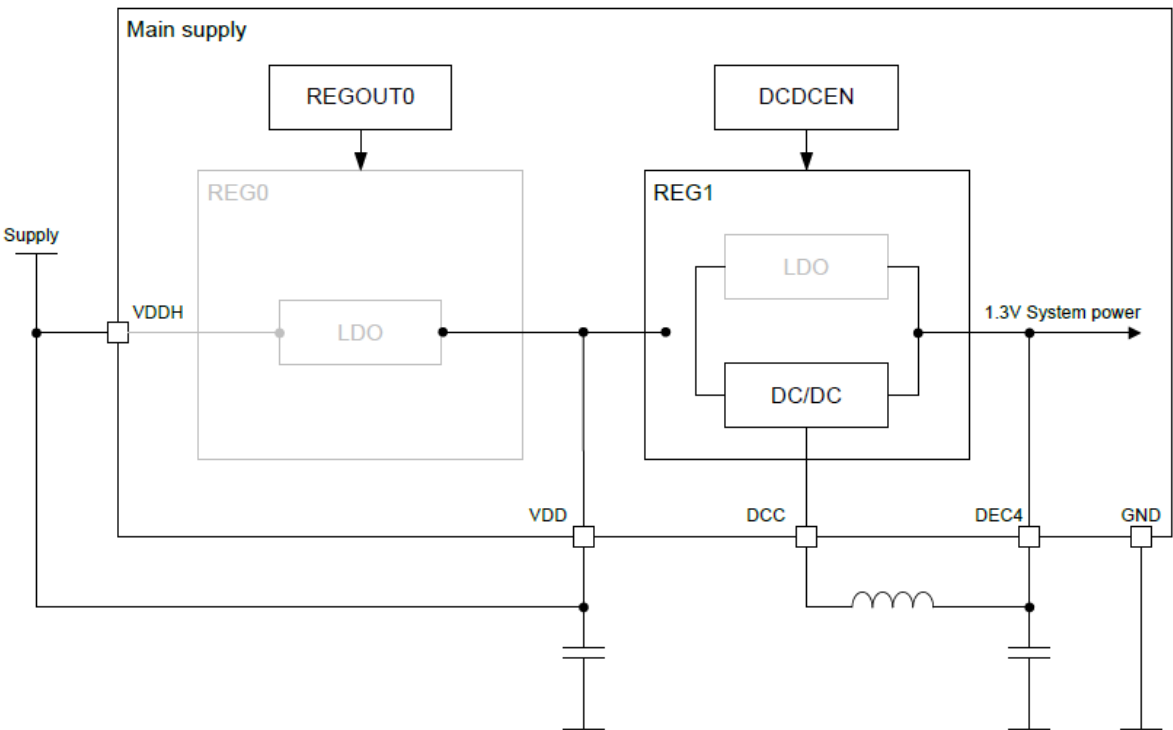 Main supply
REGOUT0
DCDCEN
REG0
REG1
Supply
LDO
VDDH
LDO
1.3V System power
DC/DC
VDD
DCC
DEC4
GND